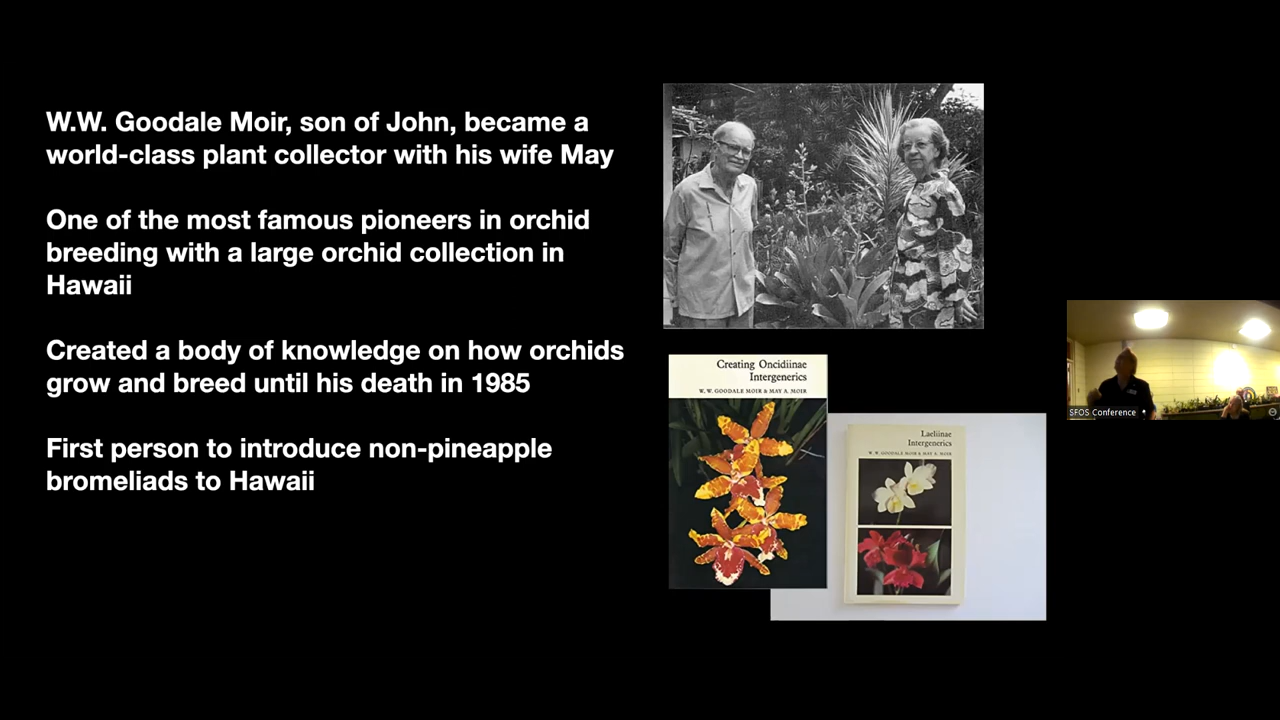 W.W. Goodale Moir, son of John, became a
world-class plant collector with his wife May
One of the most famous pioneers in orchid
breeding with a large orchid collection in
Hawaii
Created a body of knowledge on how orchids
grow and breed until his death in 1985
First person to introduce non-pineapple
bromeliads to Hawaii
Creating Oncidiinae
Intergenerics
W. W. GOODALE MOIR & MAY A. MOIR
Laeliinae
Intergenerics
W. W. GOODALE MOIR & MAY A. MOIR
SFOS Conference